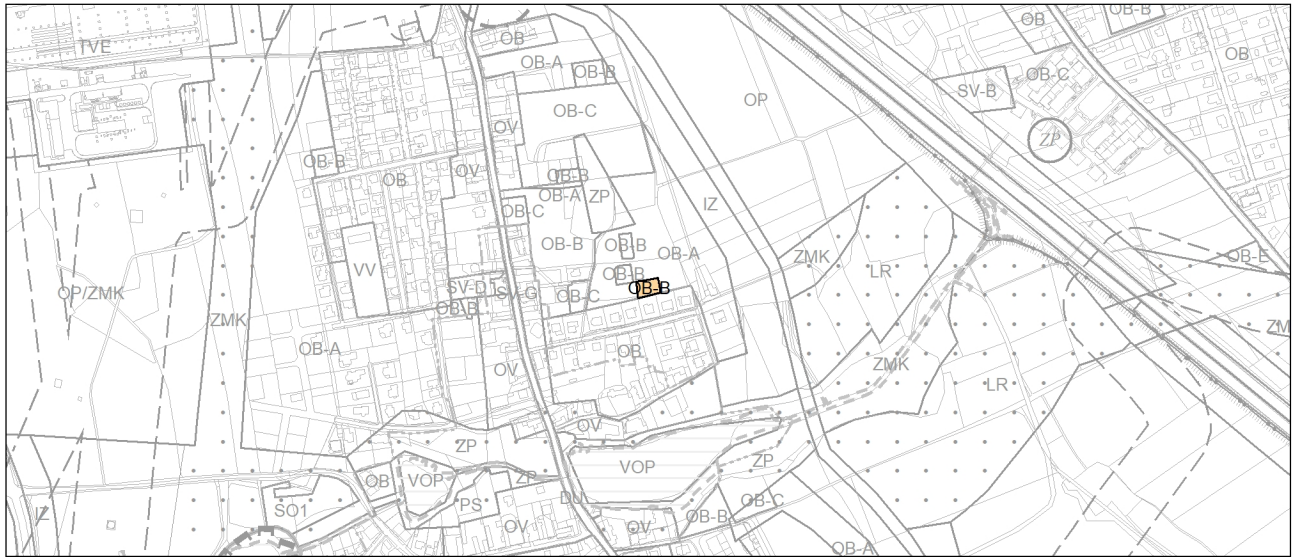 TVE
OB
OB-A
OB-B
OB-C
OP
OB
OB-B
OB-C
SV-B
OB
ZP
OV
OB-B
OB
OV
OB-B
OB-A
ZP
OB-C
IZ
OB-B
OB-B
OB-A
ZMK
LR
OB-E
VV
OP/ZMK
ZMK
SV-D
SV-G
OB-B
OB-B
OB-C
OB-B
ZM
OB-A
OV
OB
ZMK
LR
OV
ZP
VOP
ZP
OB
VOP
ZP
PS
DU
OB-C
SO1
IZ
OV
OV
OB-B
OB-A